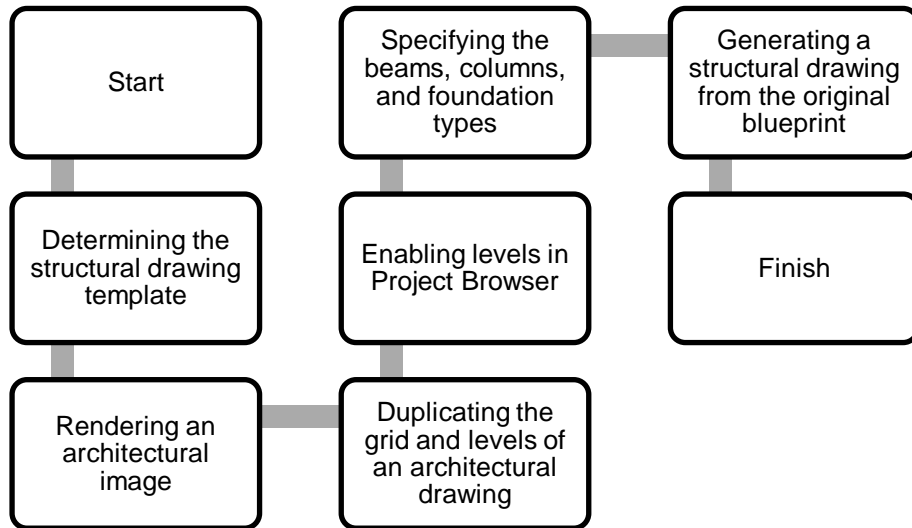 Start
Determining the
structural drawing
template
Rendering an
architectural
image
Duplicating the
grid and levels of
an architectural
drawing
Enabling levels in
Project Browser
Specifying the
beams, columns,
and foundation
types
Generating a
structural drawing
from the original
blueprint
Finish